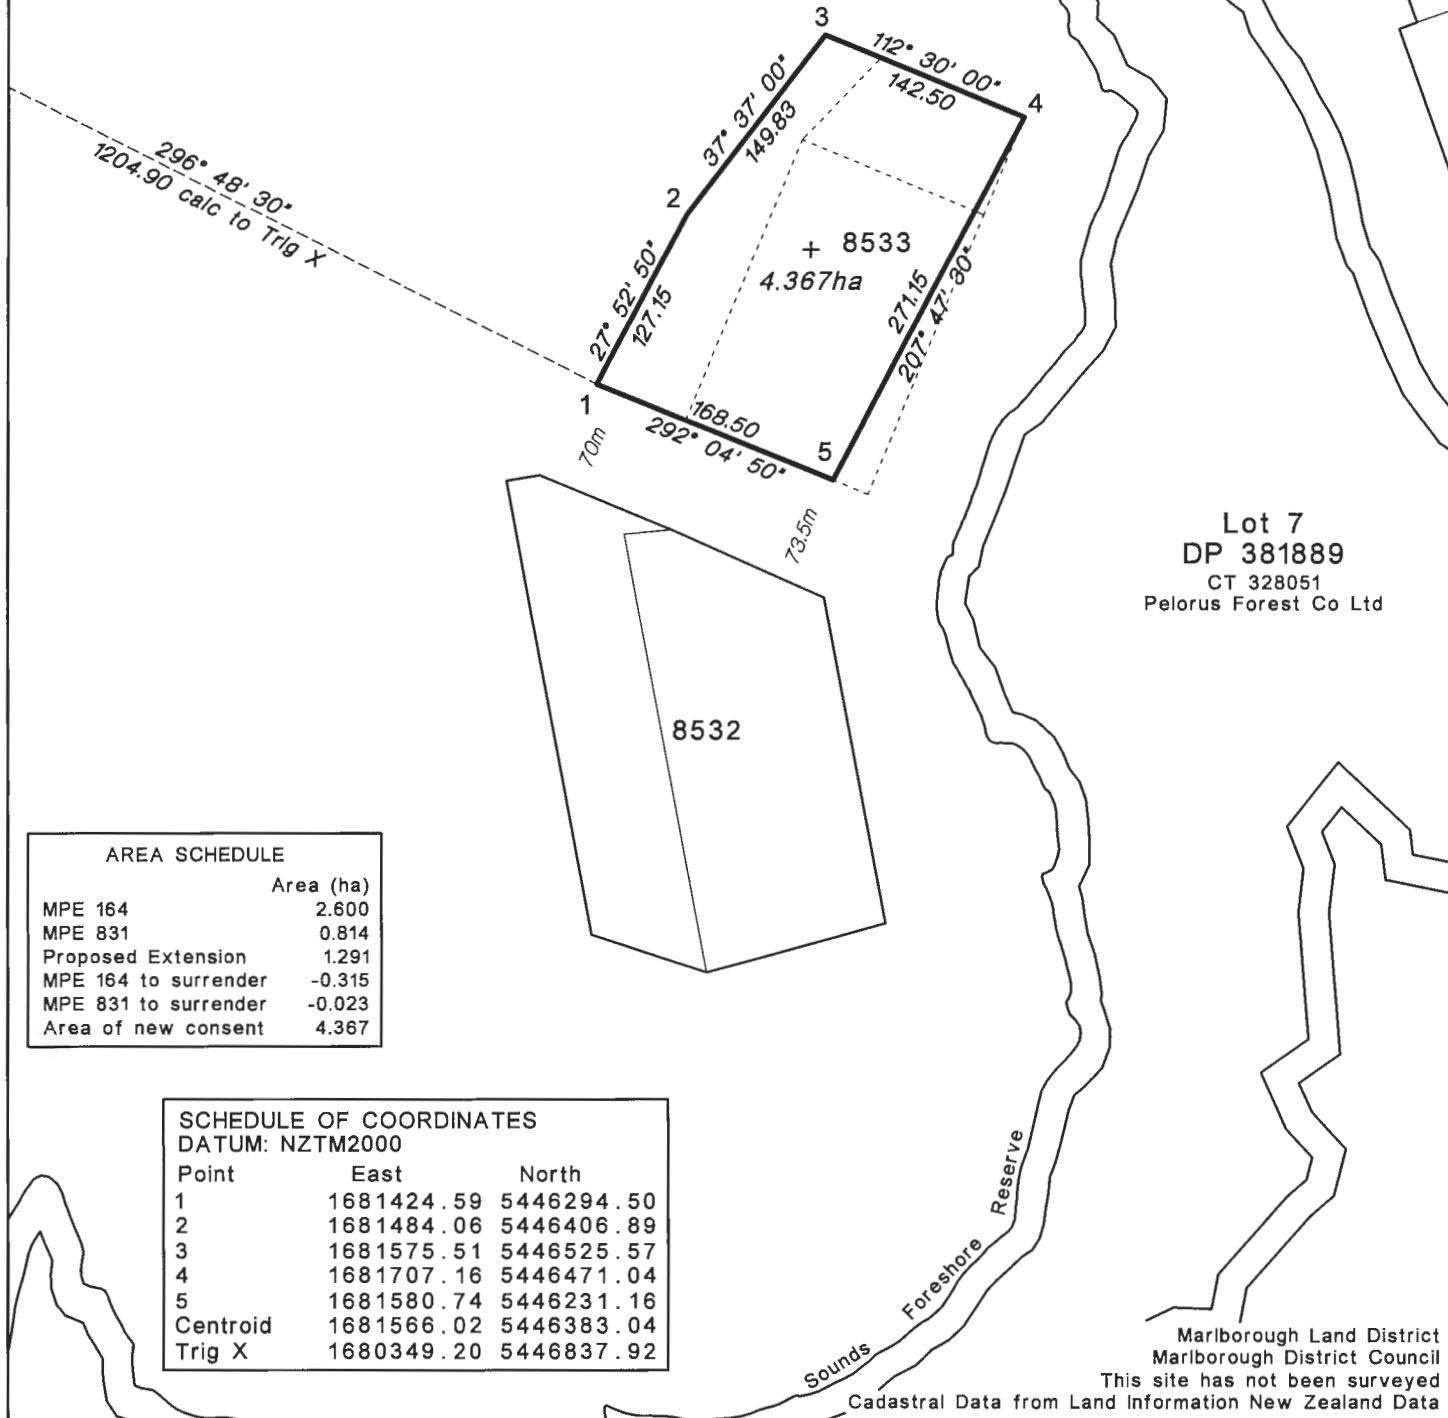 3
112° 30' 00"
142.50
4
37° 37' 00"
149.83
296° 48' 30"
1204.90 calc to Trig X
2
8533
+
4.367ha
27° 52' 50"
127.15
271.15
207° 47' 30"
1
168.50
292° 04' 50"
5
70m
73.5m
Lot 7
DP 381889
CT 328051
Pelorus Forest Co Ltd
8532
AREA SCHEDULE
Area (ha)
MPE 164 2.600
MPE 831 0.814
Proposed Extension 1.291
MPE 164 to surrender -0.315
MPE 831 to surrender -0.023
Area of new consent 4.367
SCHEDULE OF COORDINATES
DATUM: NZTM2000
Point East North
1 1681424.59 5446294.50
2 1681484.06 5446406.89
3 1681575.51 5446525.57
4 1681707.16 5446471.04
5 1681580.74 5446231.16
Centroid 1681566.02 5446383.04
Trig X 1680349.20 5446837.92
Sounds Foreshore Reserve
Marlborough Land District
Marlborough District Council
This site has not been surveyed
Cadastral Data from Land Information New Zealand Data